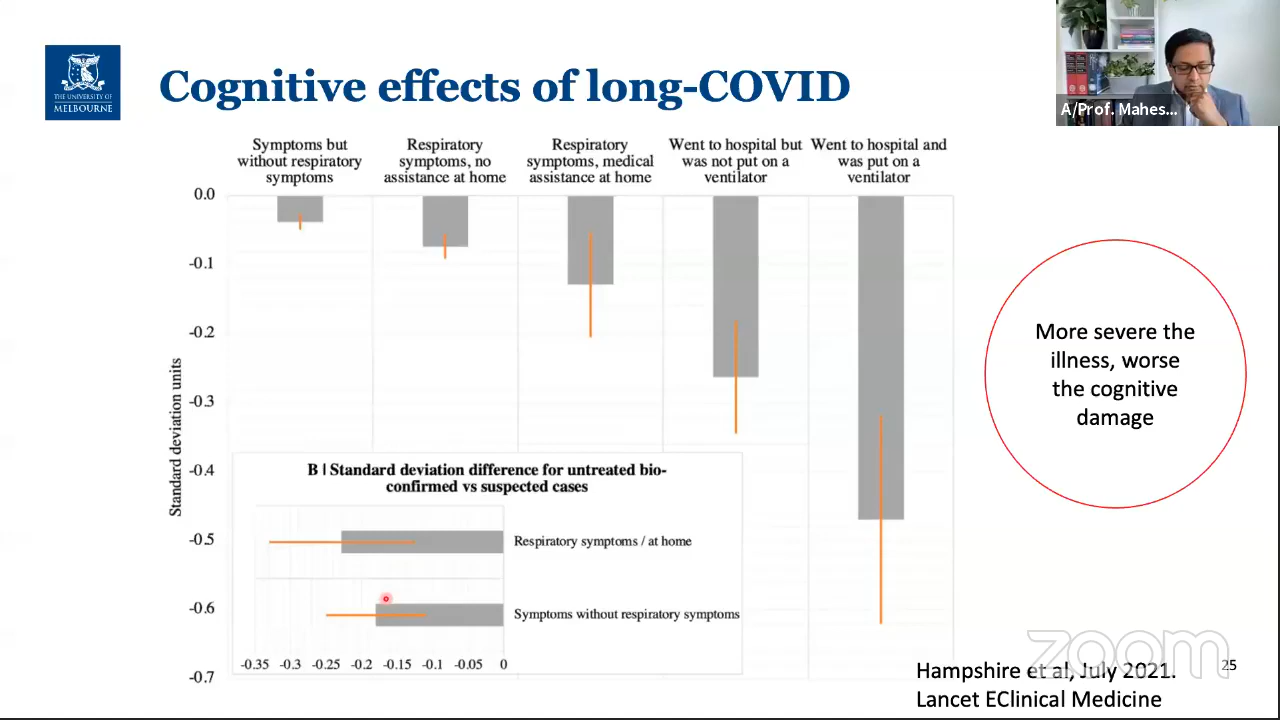 THE UNIVERSITY OF
MELBOURNE
Cognitive effects of long-COVID
A/Prof. Mahes...
Symptoms but
without respiratory
symptoms
Respiratory
symptoms, no
assistance at home
Respiratory
symptoms, medical
assistance at home
Went to hospital but
was not put on a
ventilator
Went to hospital and
was put on a
ventilator
0.0
-0.1
-0.2
-0.3
-0.4
-0.5
-0.6
-0.7
Standard deviation units
B | Standard deviation difference for untreated bio-
confirmed vs suspected cases
Respiratory symptoms / at home
Symptoms without respiratory symptoms
-0.35 -0.3 -0.25 -0.2 -0.15 -0.1 -0.05 0
More severe the
illness, worse
the cognitive
damage
zoom
25
Hampshire et al, July 2021.
Lancet EClinical Medicine